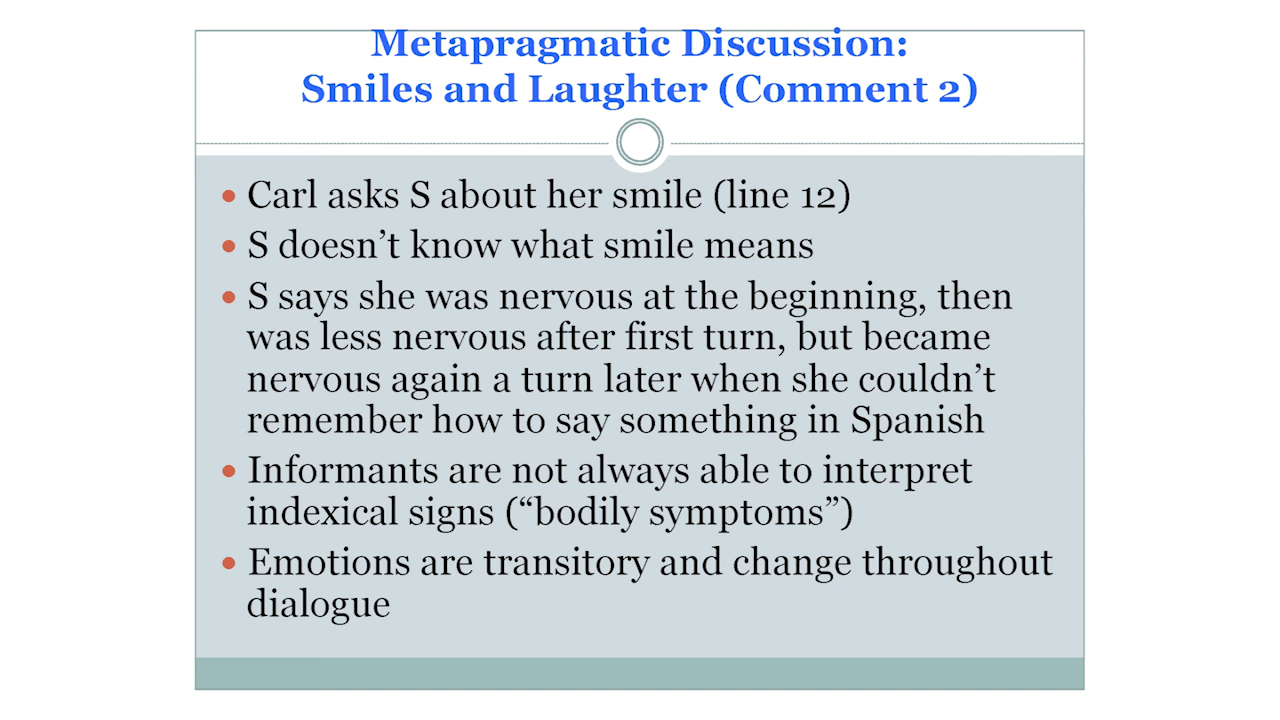 Metapragmatic Discussion:
Smiles and Laughter (Comment 2)
• Carl asks S about her smile (line 12)
• S doesn’t know what smile means
• S says she was nervous at the beginning, then
was less nervous after first turn, but became
nervous again a turn later when she couldn’t
remember how to say something in Spanish
• Informants are not always able to interpret
indexical signs (“bodily symptoms”)
• Emotions are transitory and change throughout
dialogue